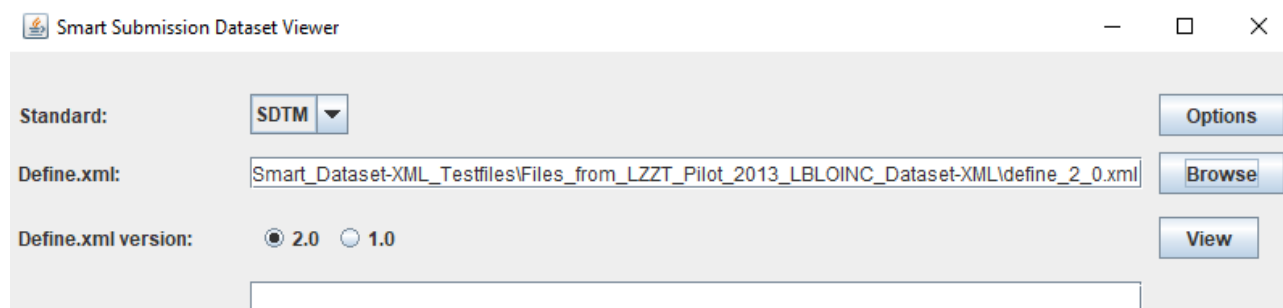 Smart Submission Dataset Viewer
Standard: SDTM Options
Define.xml: Smart_Dataset-XML_Testfiles\Files_from_LZZT_Pilot_2013_LBLOINC_Dataset-XML\define_2_0.xml Browse
Define.xml version: 2.0 1.0 View